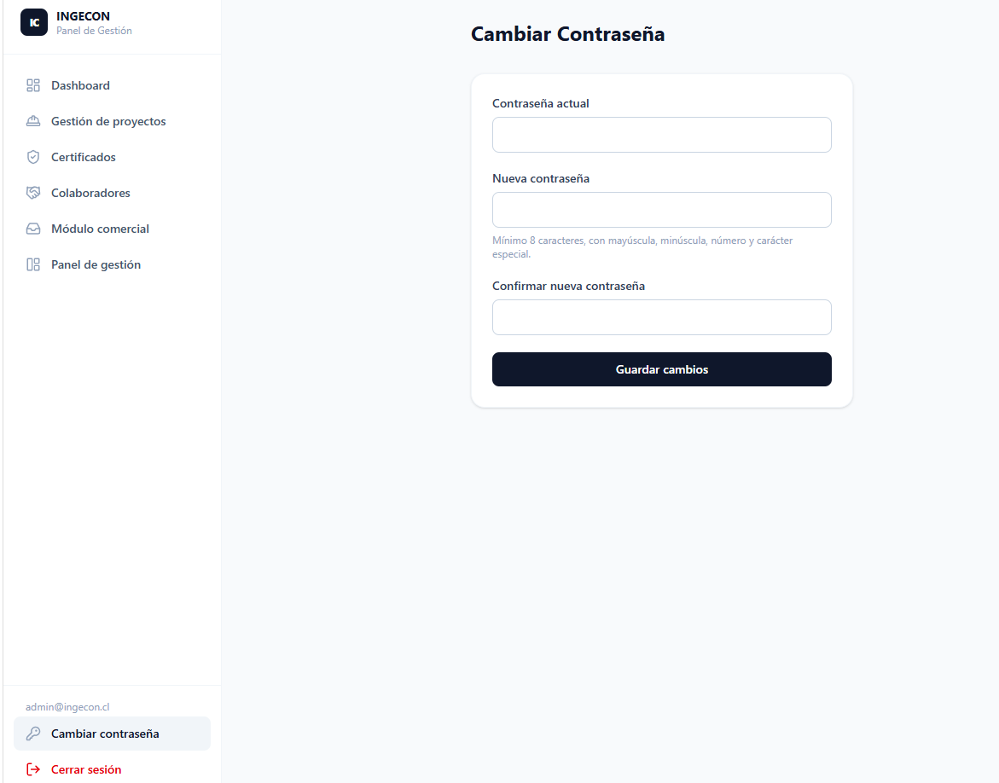 IC
INGECON
Panel de Gestión
Dashboard
Gestión de proyectos
Certificados
Colaboradores
Módulo comercial
Panel de gestión
admin@ingecon.cl
Cambiar contraseña
Cerrar sesión
Cambiar Contraseña
Contraseña actual
Nueva contraseña
Mínimo 8 caracteres, con mayúscula, minúscula, número y carácter
especial.
Confirmar nueva contraseña
Guardar cambios